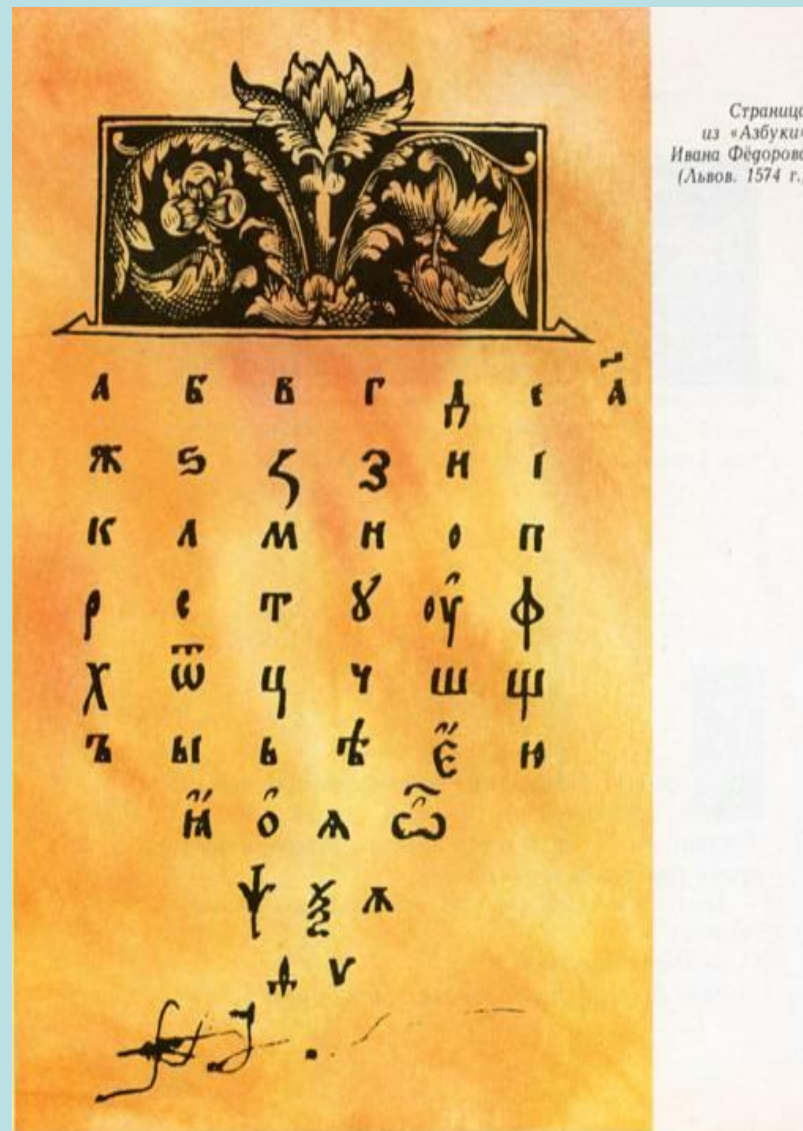 Страница
из «Азбуки»
Ивана Фёдорова
(Львов. 1574 г.)
а б в г д е а҃
ж ѕ ⁊ з и і
к л м н о п
р с т ꙋ оу҆ ф
х ѿ ц ч ш щ
ъ ы ь ѣ є҆́ ю
ꙗ҆́ о҆ ѧ ѽ
ѱ ѯ ѫ
ѳ ѵ